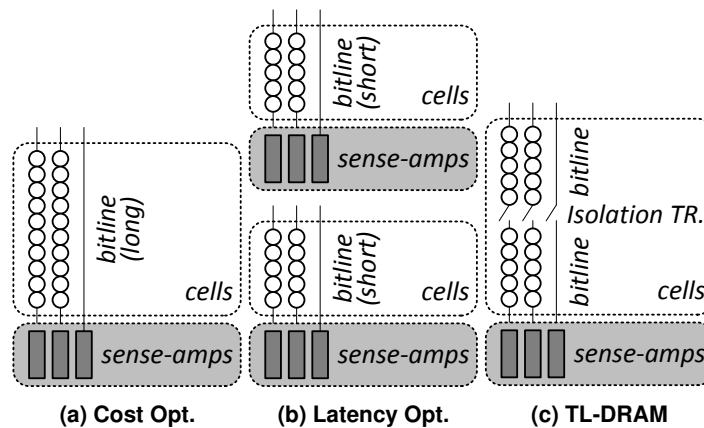 bitline
(long)
cells
sense-amps
(a) Cost Opt.
bitline
(short)
cells
sense-amps
bitline
(short)
cells
sense-amps
(b) Latency Opt.
bitline
Isolation TR.
bitline
cells
sense-amps
(c) TL-DRAM